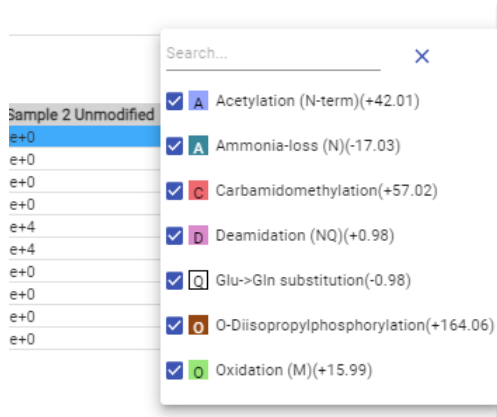 Search...
Sample 2 Unmodified
e+0
e+0
e+0
e+0
e+4
e+4
e+0
e+0
e+0
e+0
A Acetylation (N-term)(+42.01)
A Ammonia-loss (N)(-17.03)
C Carbamidomethylation(+57.02)
D Deamidation (NQ)(+0.98)
Q Glu->Gln substitution(-0.98)
O O-Diisopropylphosphorylation(+164.06)
O Oxidation (M)(+15.99)